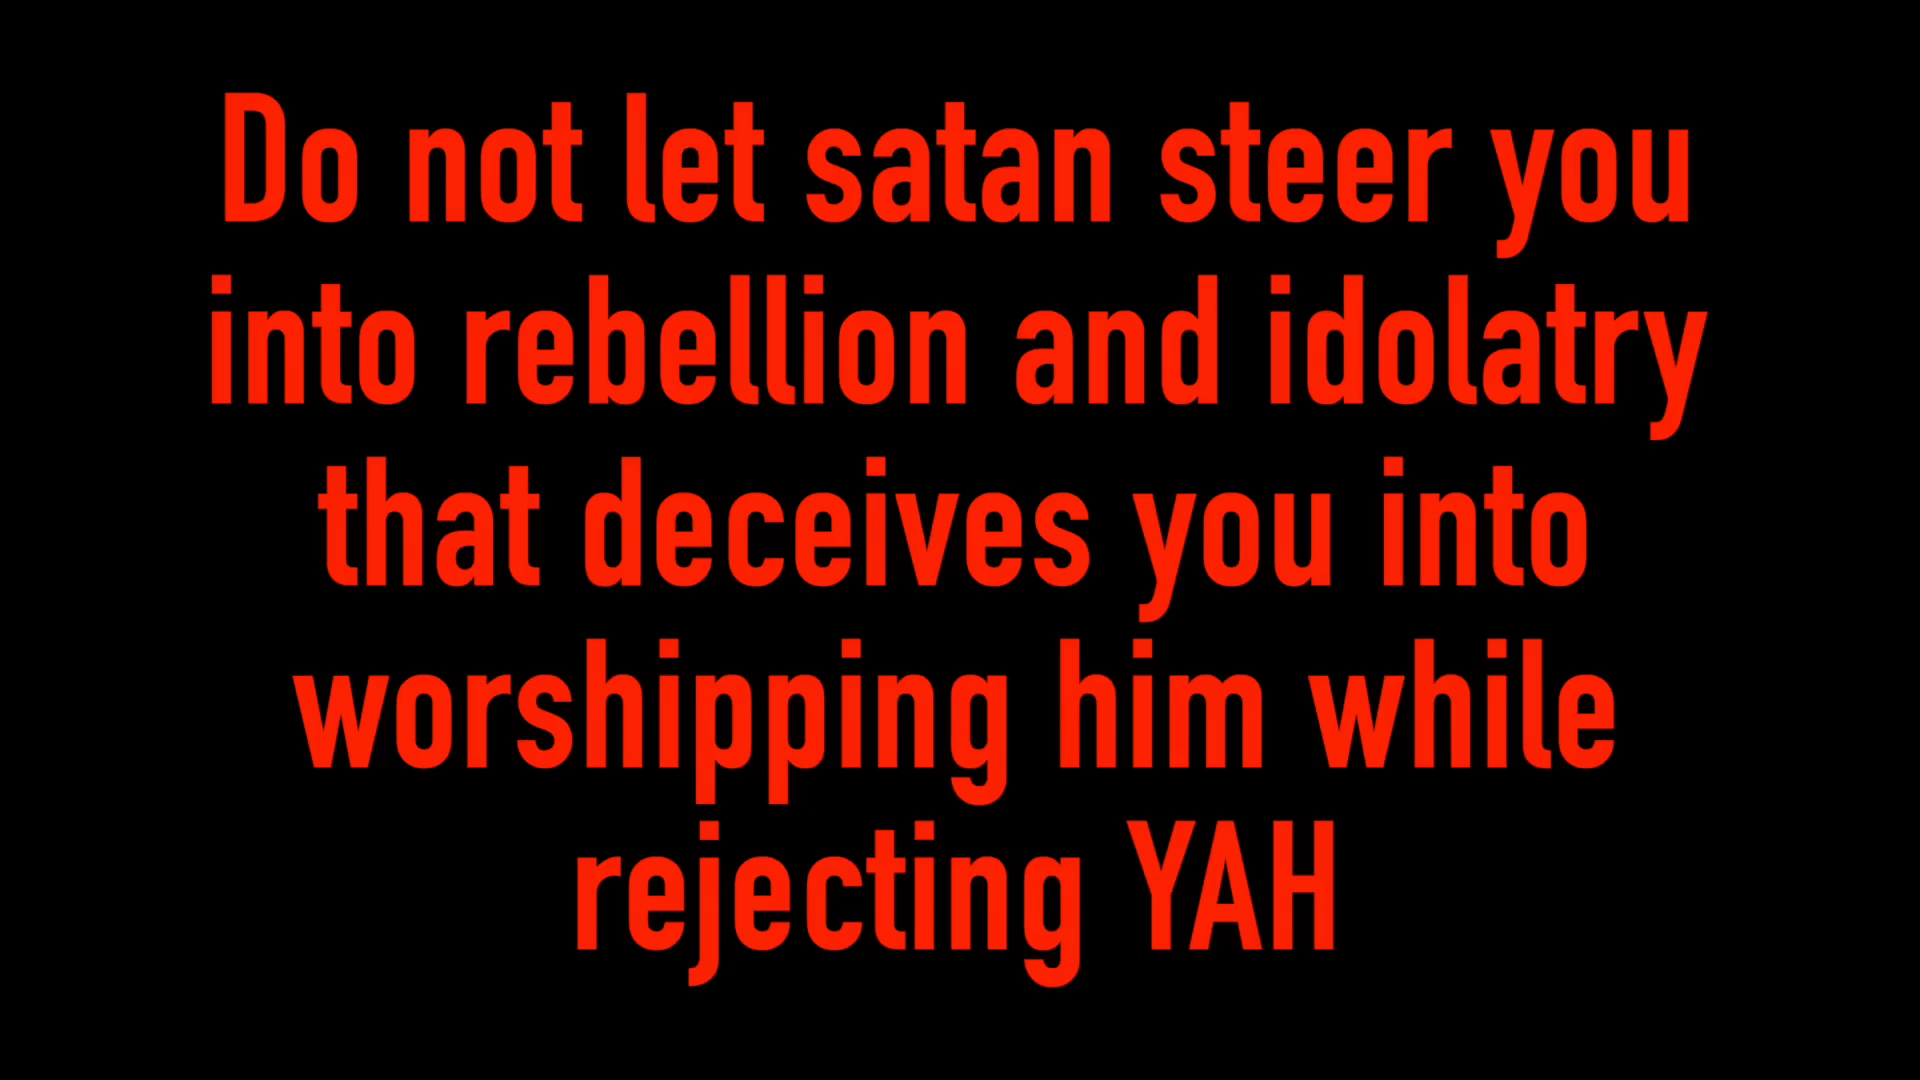 Do not let satan steer you
into rebellion and idolatry
that deceives you into
worshipping him while
rejecting YAH